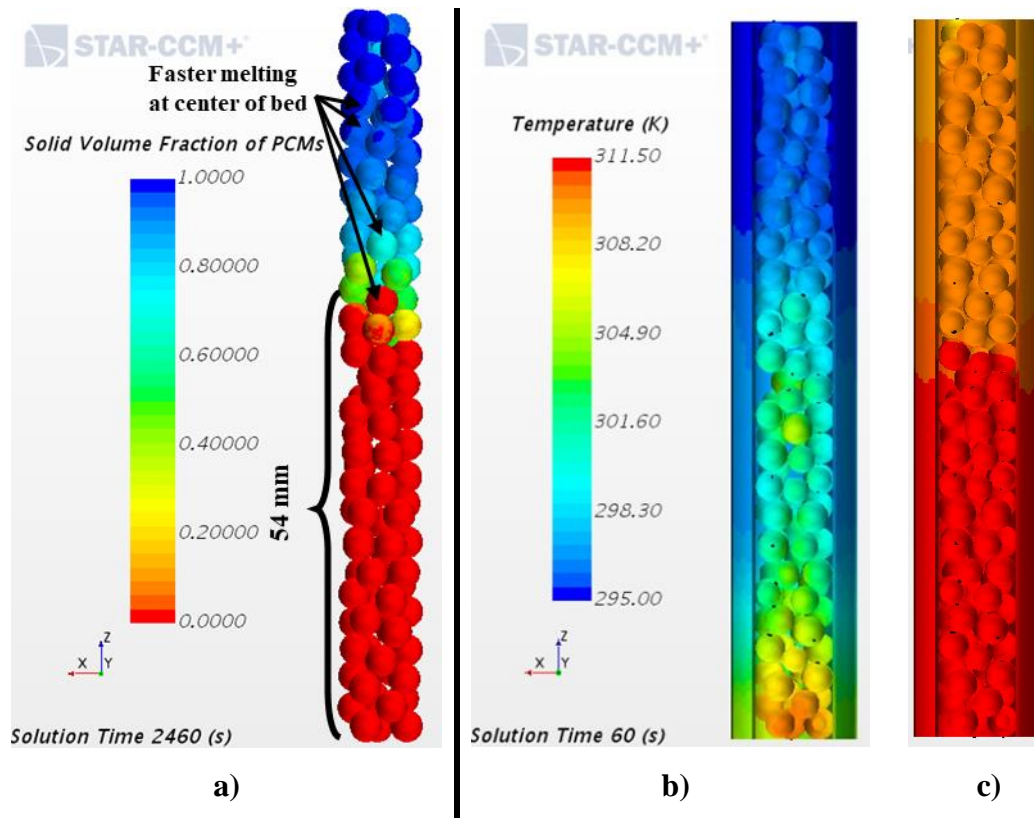 STAR-CCM+
Faster melting
at center of bed
Solid Volume Fraction of PCMs
1.0000
0.80000
0.60000
0.40000
0.20000
0.0000
54 mm
Z
X
Y
Solution Time 2460 (s)
a)
STAR-CCM+
Temperature (K)
311.50
308.20
304.90
301.60
298.30
295.00
Z
X
Y
Solution Time 60 (s)
b)
c)